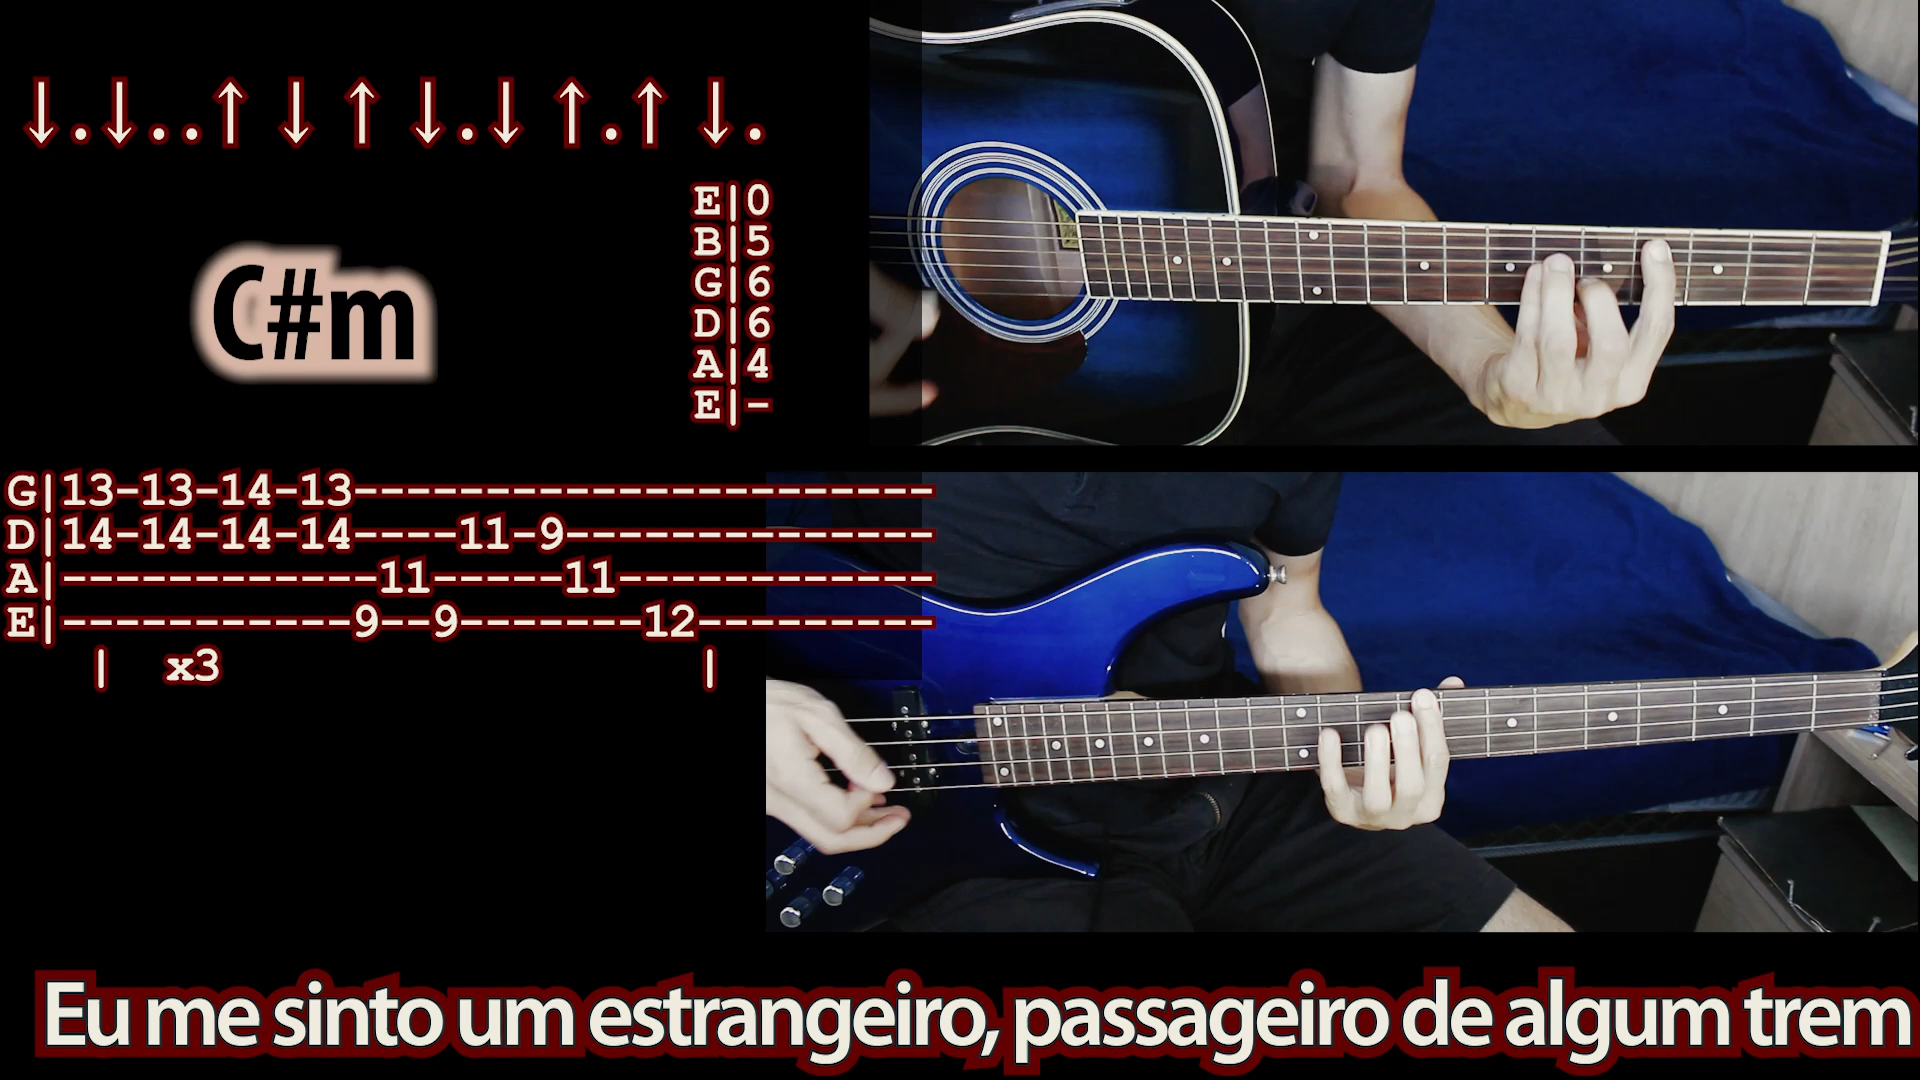 ↓.↓..↑ ↓ ↑ ↓.↓ ↑.↑ ↓.
E|0
B|5
G|6
D|6
A|4
E|-
C#m
G|13-13-14-13----------------------
D|14-14-14-14----11-9--------------
A|------------11-----11------------
E|-----------9--9-------12---------
| x3 |
Eu me sinto um estrangeiro, passageiro de algum trem